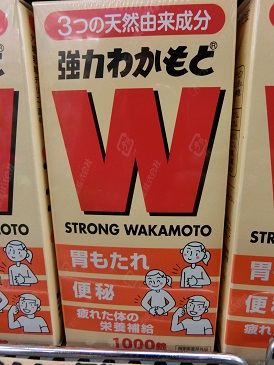 3つの天然由来成分
強力わかもと®
W
STRONG WAKAMOTO
胃もたれ
便秘
疲れた体の
栄養補給
1000錠